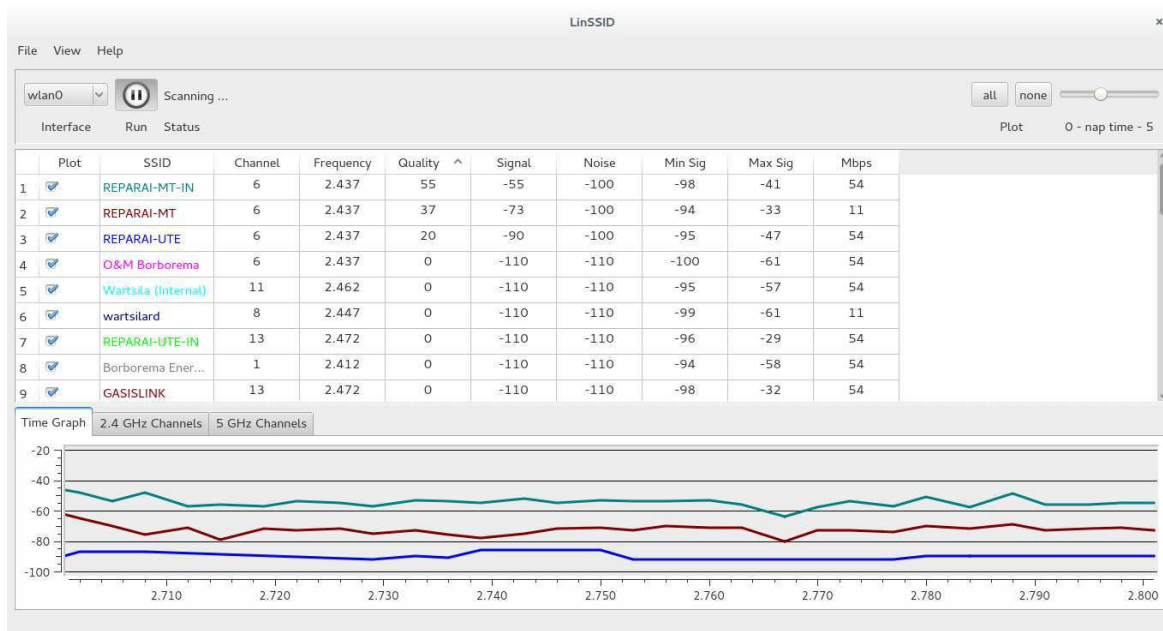 LinSSID
×
File View Help
wlan0 Scanning ... all none
Interface Run Status Plot 0 - nap time - 5
Plot SSID Channel Frequency Quality Signal Noise Min Sig Max Sig Mbps
1 REPARAI-MT-IN 6 2.437 55 -55 -100 -98 -41 54
2 REPARAI-MT 6 2.437 37 -73 -100 -94 -33 11
3 REPARAI-UTE 6 2.437 20 -90 -100 -95 -47 54
4 O&M Borborema 6 2.437 0 -110 -110 -100 -61 54
5 Wartsila (Internal) 11 2.462 0 -110 -110 -95 -57 54
6 wartsilard 8 2.447 0 -110 -110 -99 -61 11
7 REPARAI-UTE-IN 13 2.472 0 -110 -110 -96 -29 54
8 Borborema Ener... 1 2.412 0 -110 -110 -94 -58 54
9 GASISLINK 13 2.472 0 -110 -110 -98 -32 54
Time Graph 2.4 GHz Channels 5 GHz Channels
-20
-40
-60
-80
-100
2.710 2.720 2.730 2.740 2.750 2.760 2.770 2.780 2.790 2.800